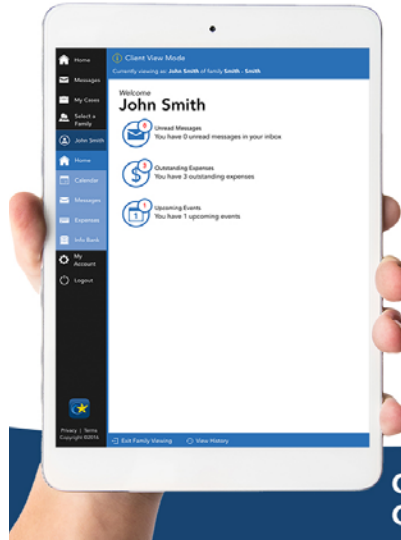 Home
Messages
My Cases
Select a
Family
John Smith
Home
Calendar
Messages
Expenses
Info Bank
My
Account
Logout
Privacy | Terms
Copyright ©2016
Client View Mode
Currently viewing as: John Smith of family Smith - Smith
Welcome
John Smith
0
Unread Messages
You have 0 unread messages in your inbox
3
$
Outstanding Expenses
You have 3 outstanding expenses
1
1
Upcoming Events
You have 1 upcoming events
Exit Family Viewing
View History